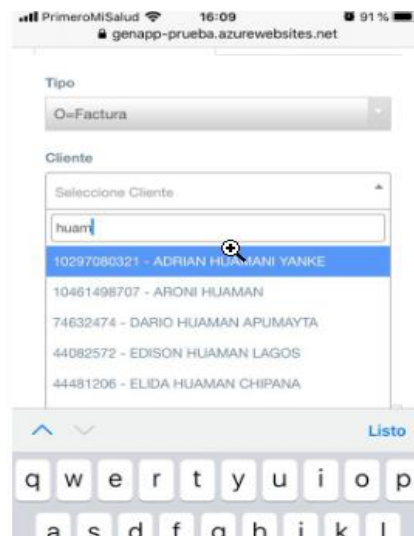 PrimeroMiSalud 16:09 91 %
genapp-prueba.azurewebsites.net
Tipo
O=Factura
Cliente
Seleccione Cliente
huam
10297080321 - ADRIAN HUAMANI YANKE
10461498707 - ARONI HUAMAN
74632474 - DARIO HUAMAN APUMAYTA
44082572 - EDISON HUAMAN LAGOS
44481206 - ELIDA HUAMAN CHIPANA
Listo
q w e r t y u i o p
a s d f g h j k l